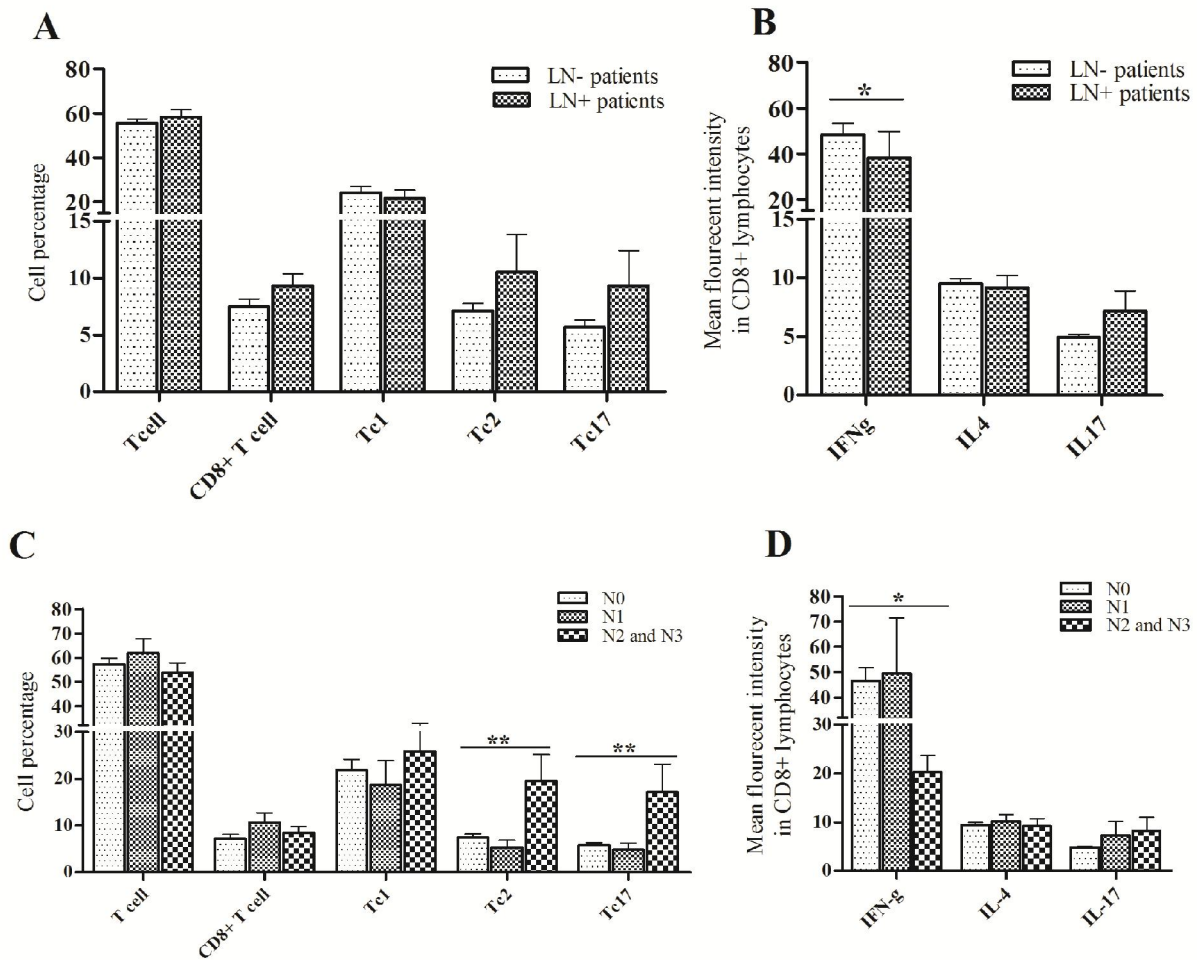 A
LN- patients
LN+ patients
Cell percentage
80
60
40
20
15
10
5
0
Tcell
CD8+ T cell
Tc1
Tc2
Tc17
B
LN- patients
LN+ patients
Mean flourecent intensity
in CD8+ lymphocytes
80
60
40
20
15
10
5
0
*
IFNg
IL4
IL17
C
N0
N1
N2 and N3
Cell percentage
80
70
60
50
40
30
20
10
0
**
**
T cell
CD8+ T cell
Tc1
Tc2
Tc17
D
N0
N1
N2 and N3
Mean flourecent intensity
in CD8+ lymphocytes
80
70
60
50
40
30
20
10
0
*
IFN-g
IL-4
IL-17